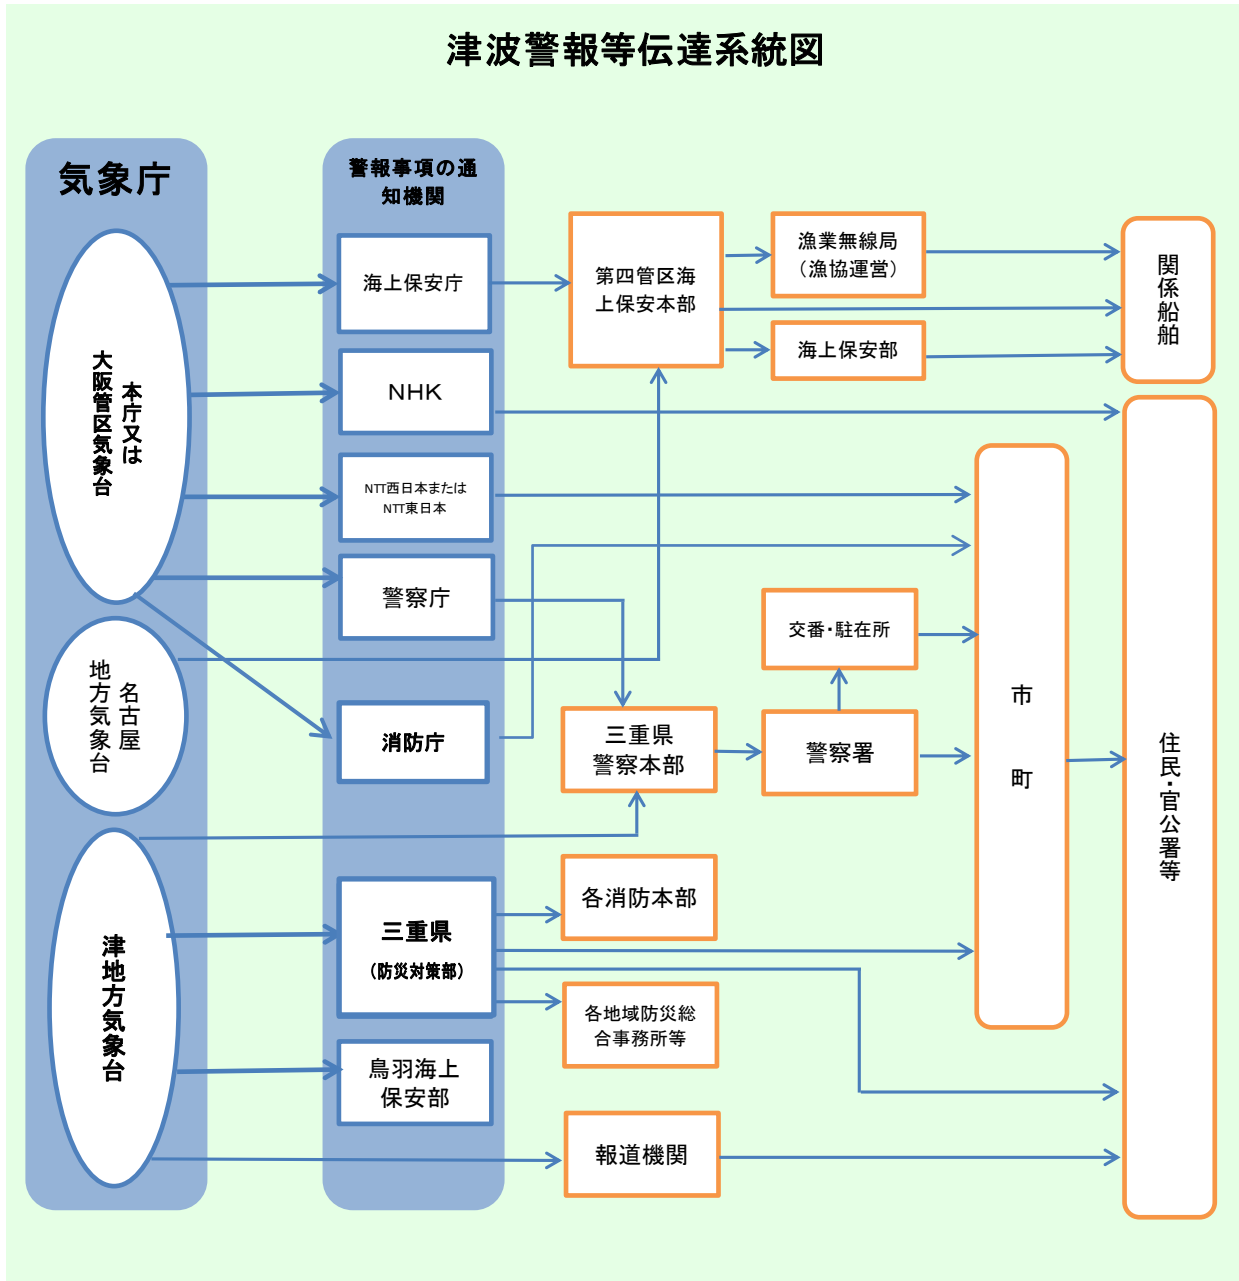 津波警報等伝達系統図
気象庁
本庁又は
大阪管区気象台
名古屋
地方気象台
津地方気象台
警報事項の通
知機関
海上保安庁
NHK
NTT西日本または
NTT東日本
警察庁
消防庁
三重県
（防災対策部）
鳥羽海上
保安部
第四管区海
上保安本部
三重県
警察本部
各消防本部
各地域防災総
合事務所等
報道機関
漁業無線局
（漁協運営）
海上保安部
交番・駐在所
警察署
市町
関係船舶
住民・官公署等